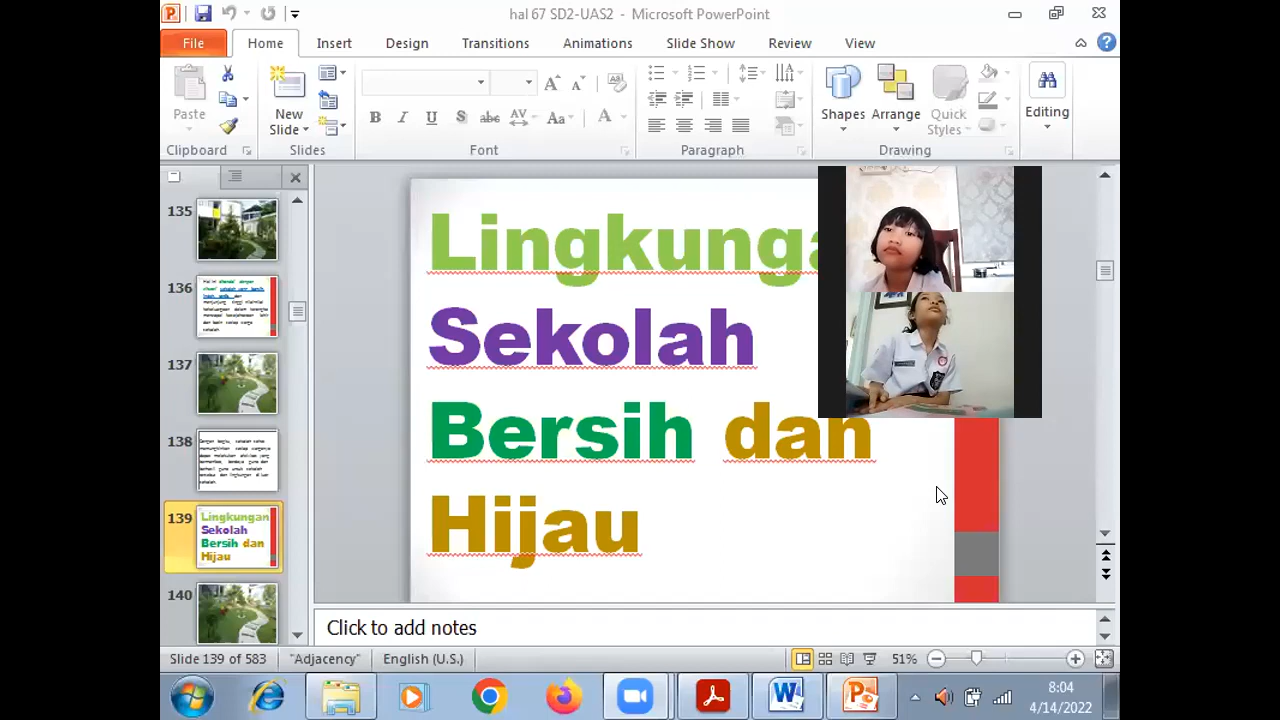 hal 67 SD2-UAS2 - Microsoft PowerPoint
File Home Insert Design Transitions Animations Slide Show Review View
Paste
New Slide
Shapes
Arrange
Quick Styles
Editing
Clipboard
Slides
Font
Paragraph
Drawing
135
136
137
138
139
Lingkungan
Sekolah
Bersih dan
Hijau
140
Lingkunga
Sekolah
Bersih dan
Hijau
Click to add notes
Slide 139 of 583
"Adjacency"
English (U.S.)
51%
8:04
4/14/2022